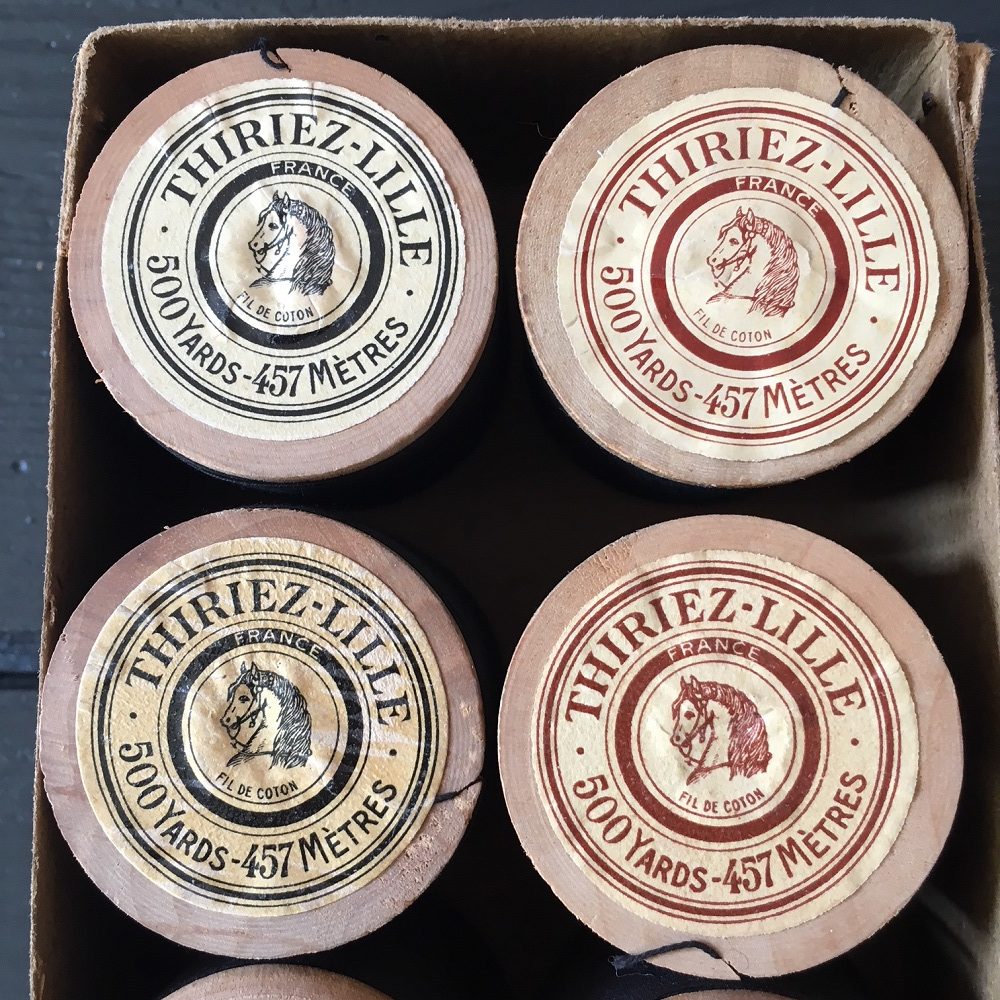 THIRIEZ-LILLE
FRANCE
FIL DE COTON
500 YARDS - 457 MÈTRES
THIRIEZ-LILLE
FRANCE
FIL DE COTON
500 YARDS - 457 MÈTRES
THIRIEZ-LILLE
FRANCE
FIL DE COTON
500 YARDS - 457 MÈTRES
THIRIEZ-LILLE
FRANCE
FIL DE COTON
500 YARDS - 457 MÈTRES